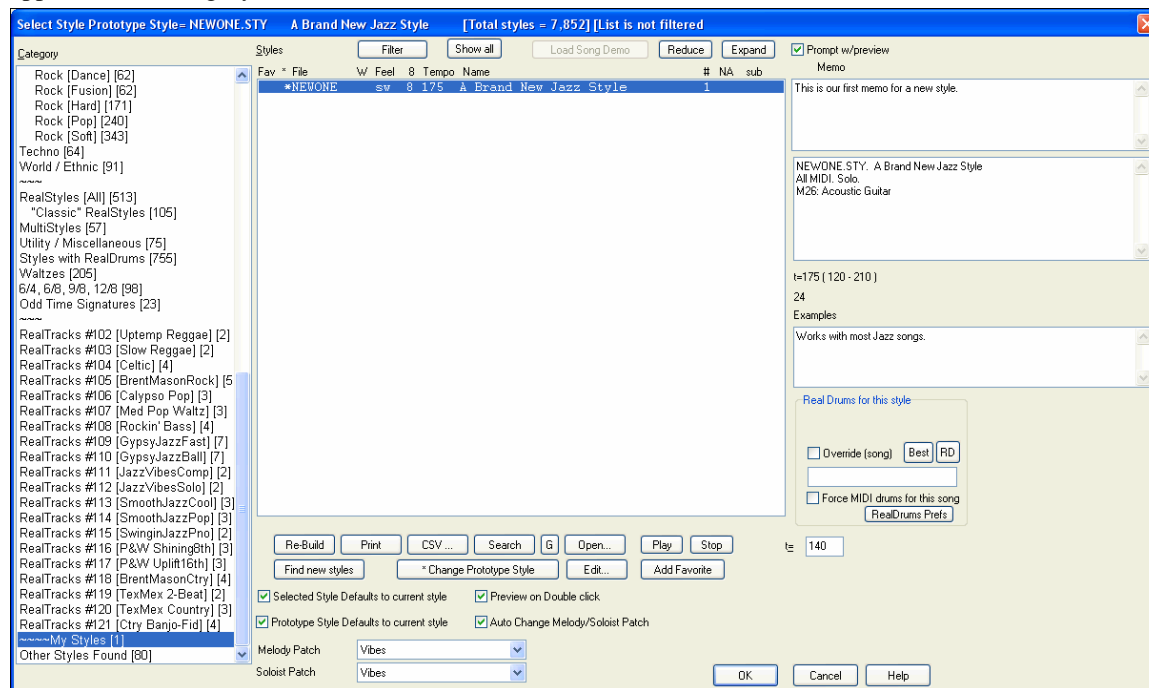 Select Style Prototype Style= NEWONE.STY A Brand New Jazz Style [Total styles = 7,852] [List is not filtered
Category
Rock [Dance] [62]
Rock [Fusion] [62]
Rock [Hard] [171]
Rock [Pop] [240]
Rock [Soft] [343]
Techno [64]
World / Ethnic [91]
~~~
RealStyles [All] [513]
"Classic" RealStyles [105]
MultiStyles [57]
Utility / Miscellaneous [75]
Styles with RealDrums [755]
Waltzes [205]
6/4, 6/8, 9/8, 12/8 [98]
Odd Time Signatures [23]
~~~
RealTracks #102 [Uptemp Reggae] [2]
RealTracks #103 [Slow Reggae] [2]
RealTracks #104 [Celtic] [4]
RealTracks #105 [BrentMasonRock] [5
RealTracks #106 [Calypso Pop] [3]
RealTracks #107 [Med Pop Waltz] [3]
RealTracks #108 [Rockin' Bass] [4]
RealTracks #109 [GypsyJazzFast] [7]
RealTracks #110 [GypsyJazzBall] [7]
RealTracks #111 [JazzVibesComp] [2]
RealTracks #112 [JazzVibesSolo] [2]
RealTracks #113 [SmoothJazzCool] [3]
RealTracks #114 [SmoothJazzPop] [3]
RealTracks #115 [SwinginJazzPno] [2]
RealTracks #116 [P&W Shining8th] [3]
RealTracks #117 [P&W Uplift16th] [3]
RealTracks #118 [BrentMasonCtry] [4]
RealTracks #119 [TexMex 2-Beat] [2]
RealTracks #120 [TexMex Country] [3]
RealTracks #121 [Ctry Banjo-Fid] [4]
~~~~My Styles [1]
Other Styles Found [80]
Styles Filter Show all Load Song Demo Reduce Expand
Fav * File W Feel 8 Tempo Name # NA sub
*NEWONE sw 8 175 A Brand New Jazz Style 1
Re-Build Print CSV ... Search G Open... Play Stop
Find new styles * Change Prototype Style Edit... Add Favorite
Selected Style Defaults to current style Preview on Double click
Prototype Style Defaults to current style Auto Change Melody/Soloist Patch
Melody Patch Vibes
Soloist Patch Vibes
Prompt w/preview
Memo
This is our first memo for a new style.
NEWONE.STY. A Brand New Jazz Style
All MIDI. Solo.
M26: Acoustic Guitar
t=175 ( 120 - 210 )
24
Examples
Works with most Jazz songs.
Real Drums for this style
Override (song) Best RD
Force MIDI drums for this song
RealDrums Prefs
t= 140
OK Cancel Help